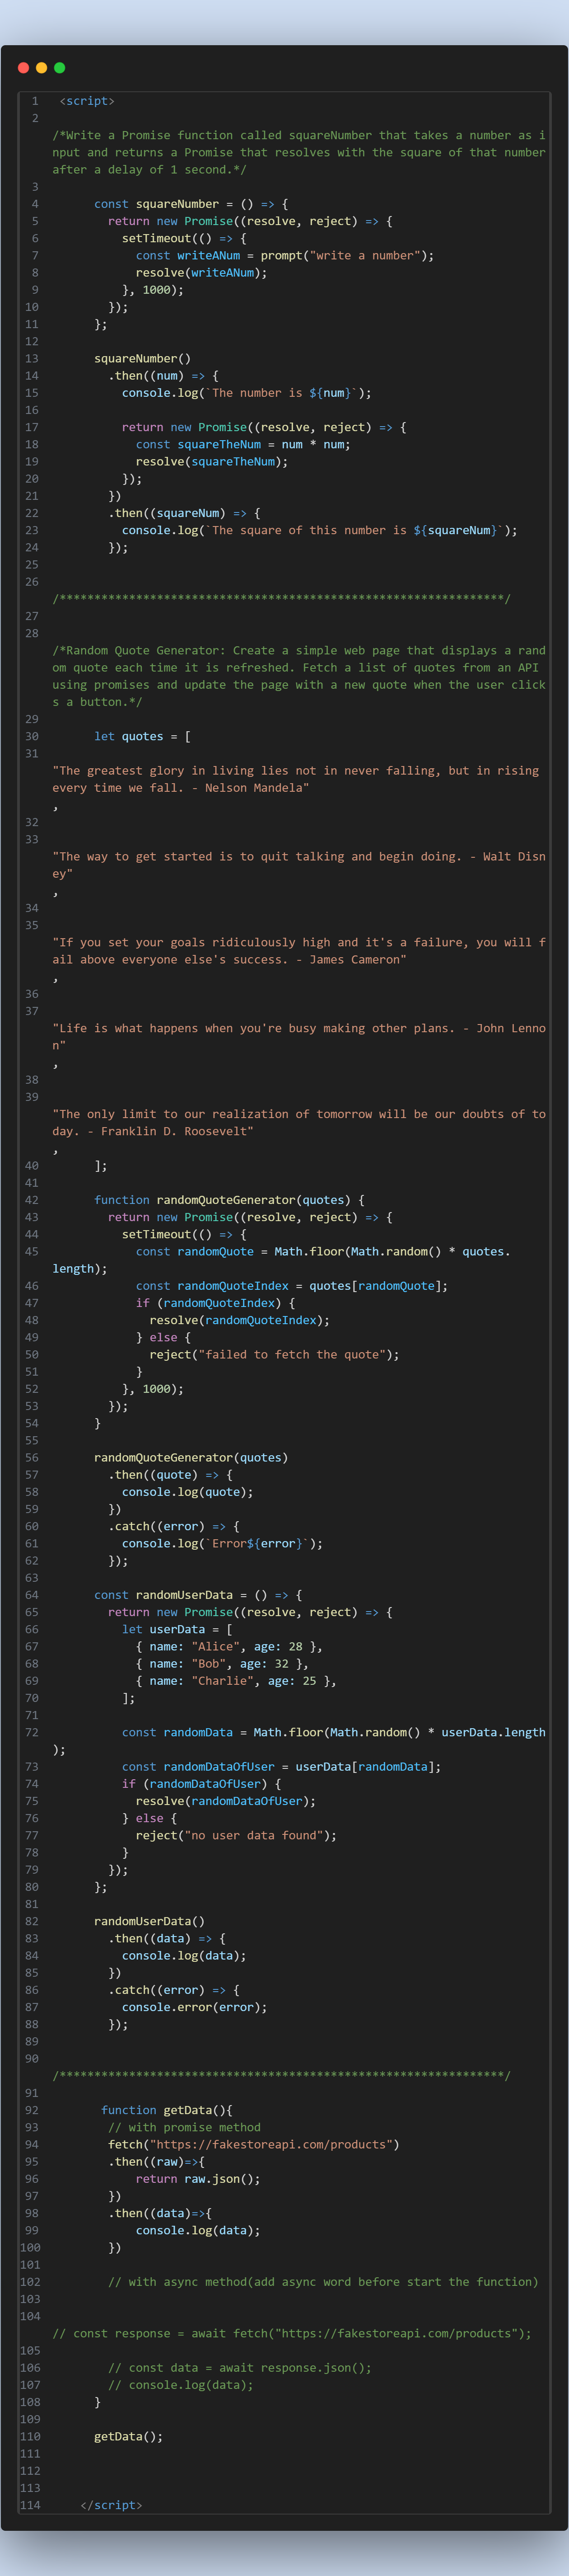 1 <script>
2
/*Write a Promise function called squareNumber that takes a number as i
nput and returns a Promise that resolves with the square of that number
after a delay of 1 second.*/
3
4 const squareNumber = () => {
5 return new Promise((resolve, reject) => {
6 setTimeout(() => {
7 const writeANum = prompt("write a number");
8 resolve(writeANum);
9 }, 1000);
10 });
11 };
12
13 squareNumber()
14 .then((num) => {
15 console.log(`The number is ${num}`);
16
17 return new Promise((resolve, reject) => {
18 const squareTheNum = num * num;
19 resolve(squareTheNum);
20 });
21 })
22 .then((squareNum) => {
23 console.log(`The square of this number is ${squareNum}`);
24 });
25
26
/****************************************************************/
27
28
/*Random Quote Generator: Create a simple web page that displays a rand
om quote each time it is refreshed. Fetch a list of quotes from an API
using promises and update the page with a new quote when the user click
s a button.*/
29
30 let quotes = [
31
"The greatest glory in living lies not in never falling, but in rising
every time we fall. - Nelson Mandela"
,
32
33
"The way to get started is to quit talking and begin doing. - Walt Disn
ey"
,
34
35
"If you set your goals ridiculously high and it's a failure, you will f
ail above everyone else's success. - James Cameron"
,
36
37
"Life is what happens when you're busy making other plans. - John Lenno
n"
,
38
39
"The only limit to our realization of tomorrow will be our doubts of to
day. - Franklin D. Roosevelt"
,
40 ];
41
42 function randomQuoteGenerator(quotes) {
43 return new Promise((resolve, reject) => {
44 setTimeout(() => {
45 const randomQuote = Math.floor(Math.random() * quotes.
length);
46 const randomQuoteIndex = quotes[randomQuote];
47 if (randomQuoteIndex) {
48 resolve(randomQuoteIndex);
49 } else {
50 reject("failed to fetch the quote");
51 }
52 }, 1000);
53 });
54 }
55
56 randomQuoteGenerator(quotes)
57 .then((quote) => {
58 console.log(quote);
59 })
60 .catch((error) => {
61 console.log(`Error${error}`);
62 });
63
64 const randomUserData = () => {
65 return new Promise((resolve, reject) => {
66 let userData = [
67 { name: "Alice", age: 28 },
68 { name: "Bob", age: 32 },
69 { name: "Charlie", age: 25 },
70 ];
71
72 const randomData = Math.floor(Math.random() * userData.length
);
73 const randomDataOfUser = userData[randomData];
74 if (randomDataOfUser) {
75 resolve(randomDataOfUser);
76 } else {
77 reject("no user data found");
78 }
79 });
80 };
81
82 randomUserData()
83 .then((data) => {
84 console.log(data);
85 })
86 .catch((error) => {
87 console.error(error);
88 });
89
90
/****************************************************************/
91
92 function getData(){
93 // with promise method
94 fetch("https://fakestoreapi.com/products")
95 .then((raw)=>{
96 return raw.json();
97 })
98 .then((data)=>{
99 console.log(data);
100 })
101
102 // with async method(add async word before start the function)
103
104
// const response = await fetch("https://fakestoreapi.com/products");
105
106 // const data = await response.json();
107 // console.log(data);
108 }
109
110 getData();
111
112
113
114 </script>